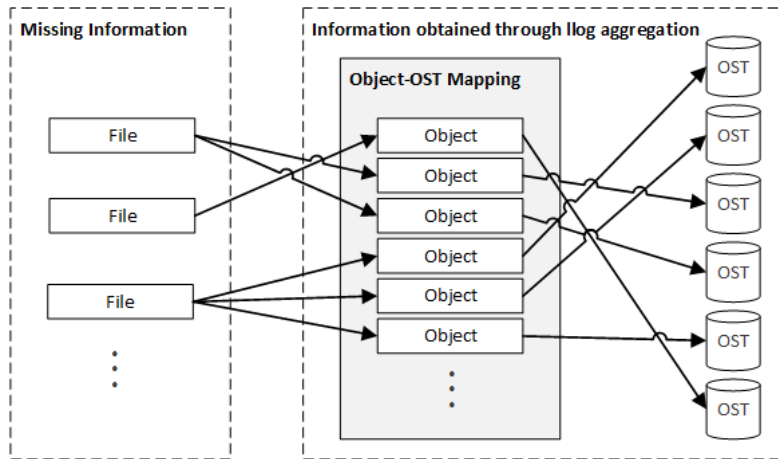 Missing Information
Information obtained through llog aggregation
Object-OST Mapping
File
File
File
Object
Object
Object
Object
Object
Object
OST
OST
OST
OST
OST
OST